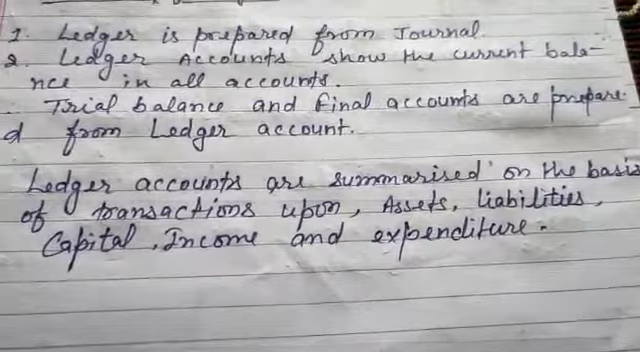 1. Ledger is prepared from Journal
2. Ledger Accounts show the current bala-
nce in all accounts.
. Trial balance and final accounts are prepare.
d from Ledger account.
Ledger accounts are summarised on the basis
of transactions upon, Assets, liabilities,
Capital, Income and expenditure.